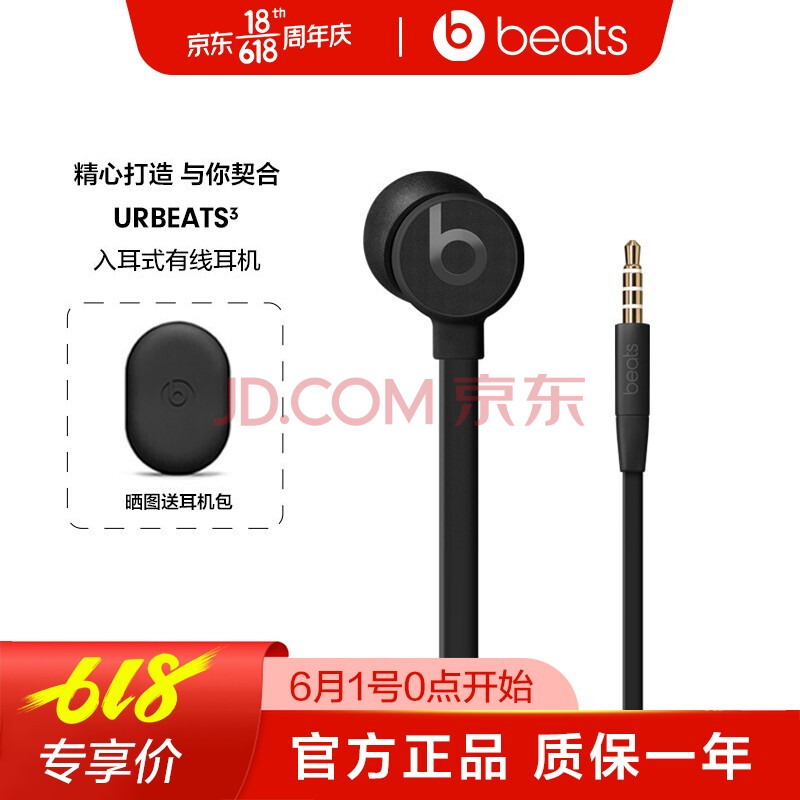 京东 18th 618 周年庆 | beats
精心打造 与你契合
URBEATS³
入耳式有线耳机
beats
JD.COM 京东
晒图送耳机包
6月1号0点开始
618
专享价
官方正品 质保一年